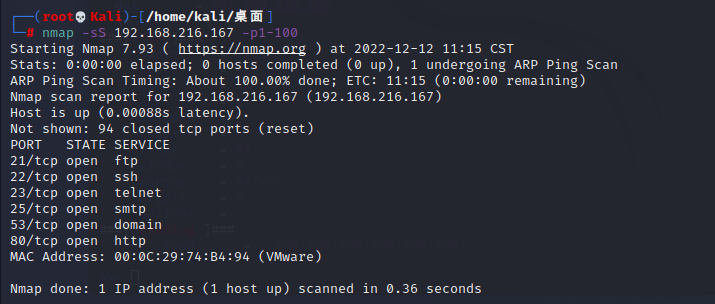 ┌──(root💀Kali)-[/home/kali/桌面]
└─# nmap -sS 192.168.216.167 -p1-100
Starting Nmap 7.93 ( https://nmap.org ) at 2022-12-12 11:15 CST
Stats: 0:00:00 elapsed; 0 hosts completed (0 up), 1 undergoing ARP Ping Scan
ARP Ping Scan Timing: About 100.00% done; ETC: 11:15 (0:00:00 remaining)
Nmap scan report for 192.168.216.167 (192.168.216.167)
Host is up (0.00088s latency).
Not shown: 94 closed tcp ports (reset)
PORT   STATE SERVICE
21/tcp open  ftp
22/tcp open  ssh
23/tcp open  telnet
25/tcp open  smtp
53/tcp open  domain
80/tcp open  http
MAC Address: 00:0C:29:74:B4:94 (VMware)
Nmap done: 1 IP address (1 host up) scanned in 0.36 seconds